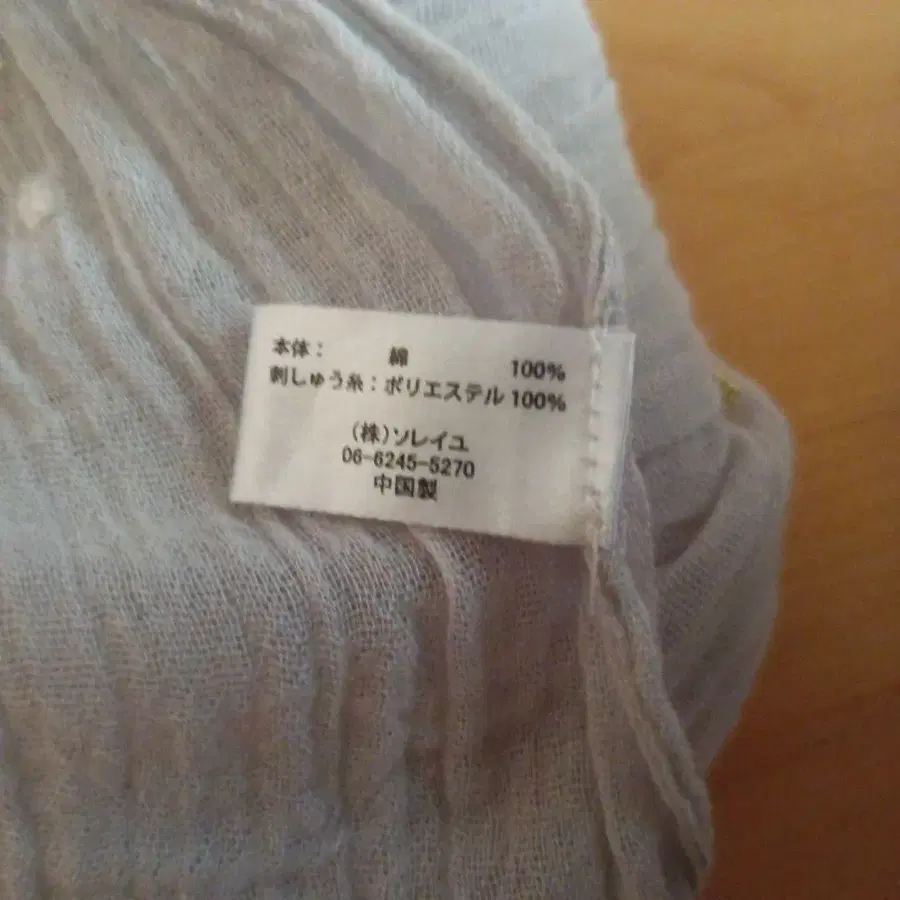 本体： 綿 100%
刺しゅう糸：ポリエステル 100%
（株）ソレイユ
06-6245-5270
中国製